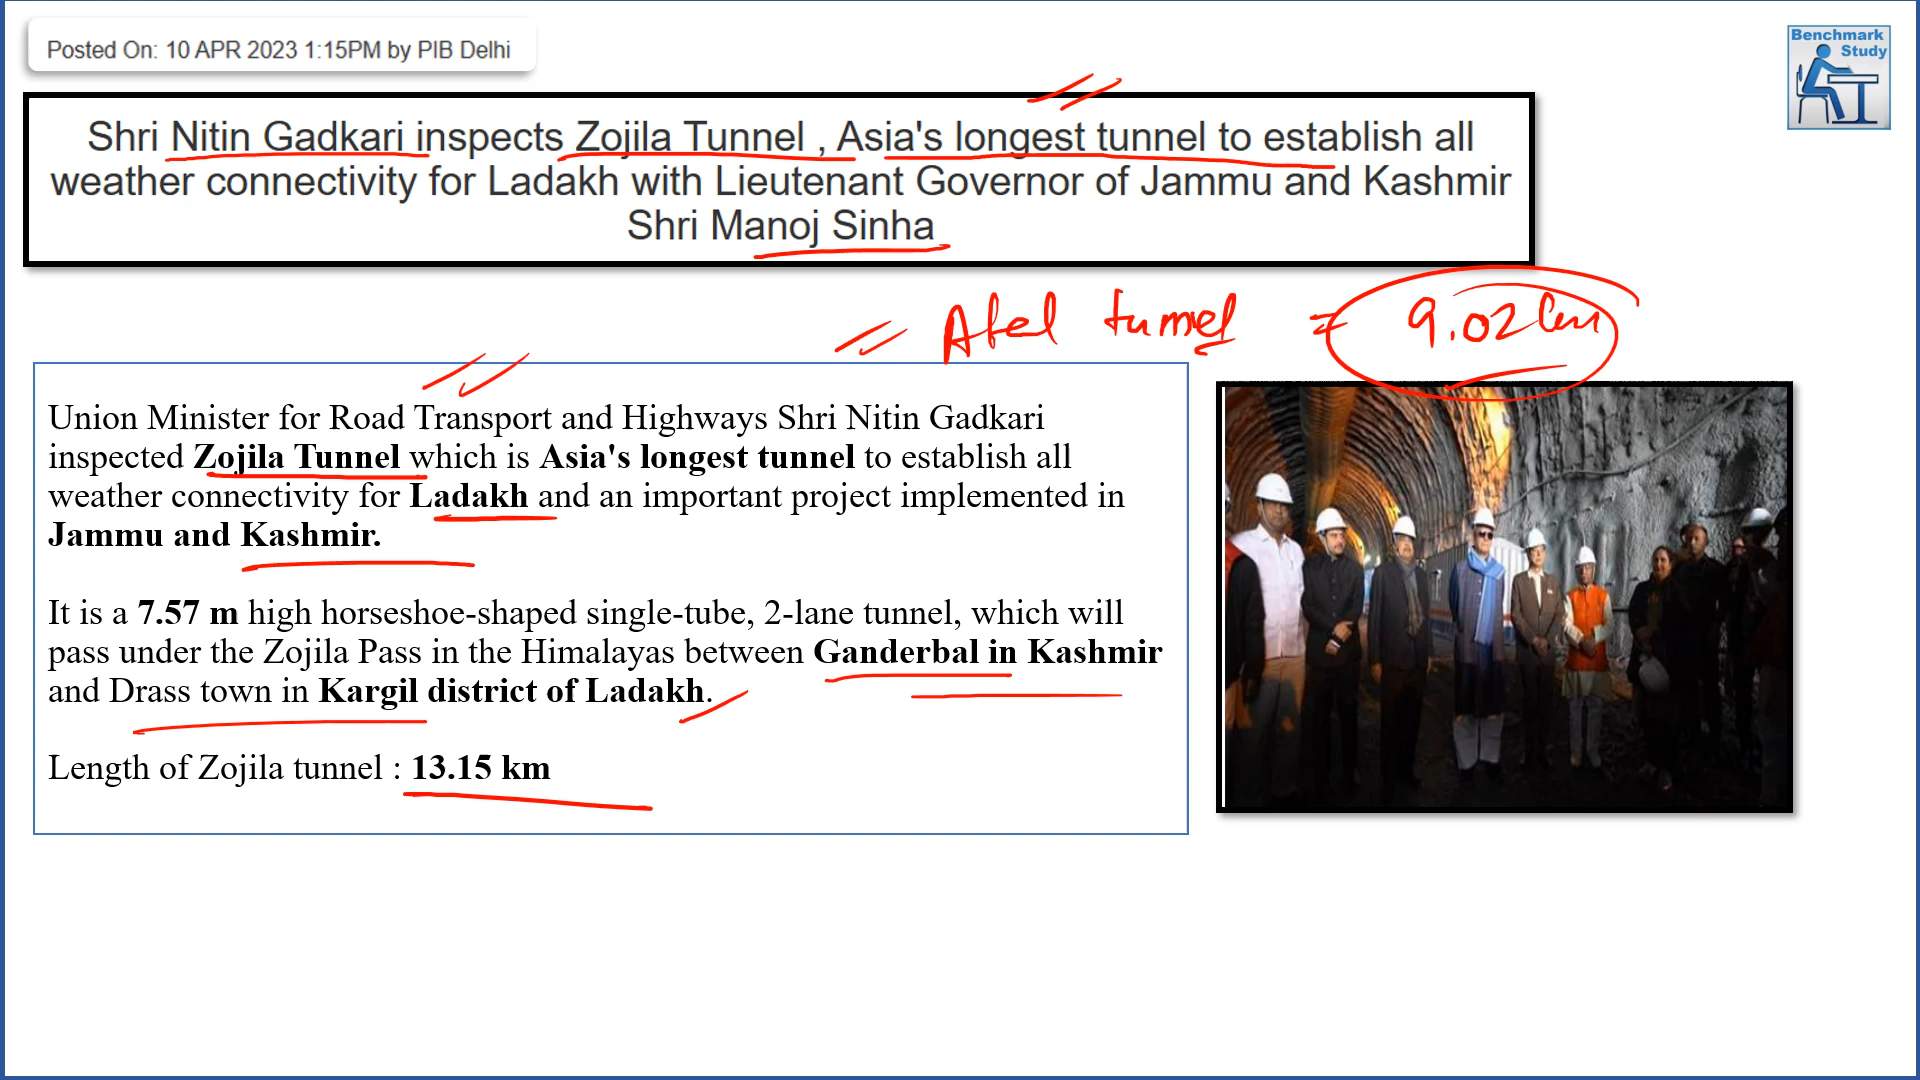 Posted On: 10 APR 2023 1:15PM by PIB Delhi
Benchmark
Study
Shri Nitin Gadkari inspects Zojila Tunnel , Asia's longest tunnel to establish all
weather connectivity for Ladakh with Lieutenant Governor of Jammu and Kashmir
Shri Manoj Sinha
Atal tunnel = 9.02 km
Union Minister for Road Transport and Highways Shri Nitin Gadkari
inspected Zojila Tunnel which is Asia's longest tunnel to establish all
weather connectivity for Ladakh and an important project implemented in
Jammu and Kashmir.
It is a 7.57 m high horseshoe-shaped single-tube, 2-lane tunnel, which will
pass under the Zojila Pass in the Himalayas between Ganderbal in Kashmir
and Drass town in Kargil district of Ladakh.
Length of Zojila tunnel : 13.15 km